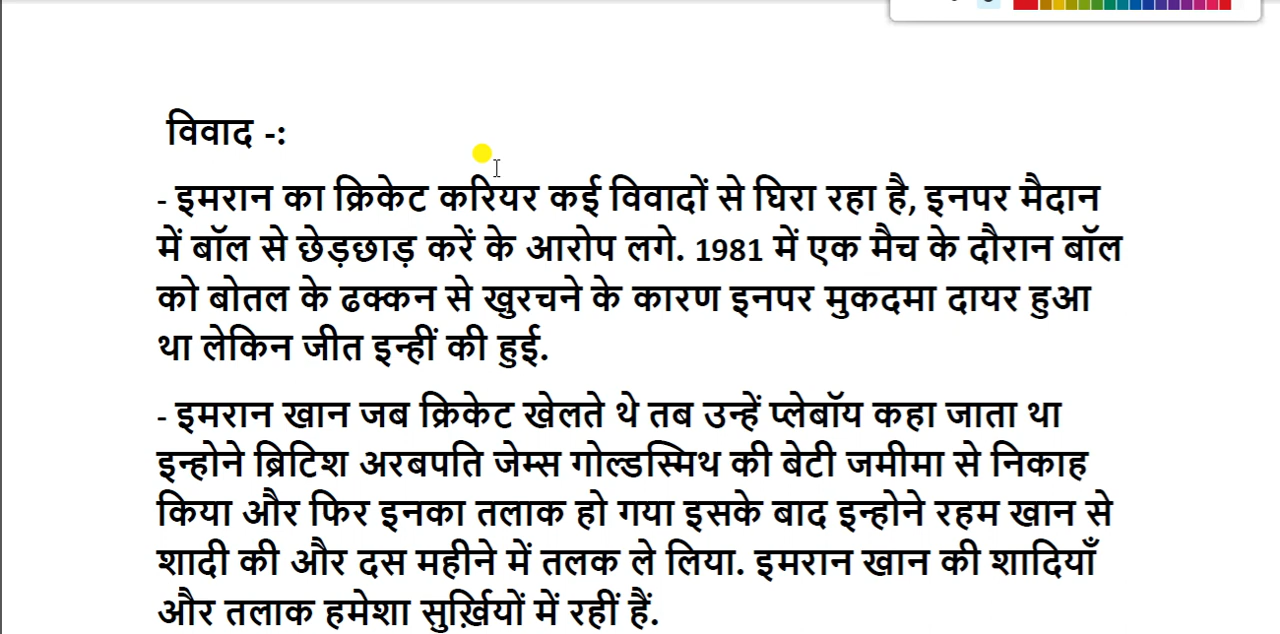 विवाद -:
- इमरान का क्रिकेट करियर कई विवादों से घिरा रहा है, इनपर मैदान
में बॉल से छेड़छाड़ करें के आरोप लगे. 1981 में एक मैच के दौरान बॉल
को बोतल के ढक्कन से खुरचने के कारण इनपर मुकदमा दायर हुआ
था लेकिन जीत इन्हीं की हुई.
- इमरान खान जब क्रिकेट खेलते थे तब उन्हें प्लेबॉय कहा जाता था
इन्होने ब्रिटिश अरबपति जेम्स गोल्डस्मिथ की बेटी जमीमा से निकाह
किया और फिर इनका तलाक हो गया इसके बाद इन्होने रहम खान से
शादी की और दस महीने में तलक ले लिया. इमरान खान की शादियाँ
और तलाक हमेशा सुर्ख़ियों में रहीं हैं.